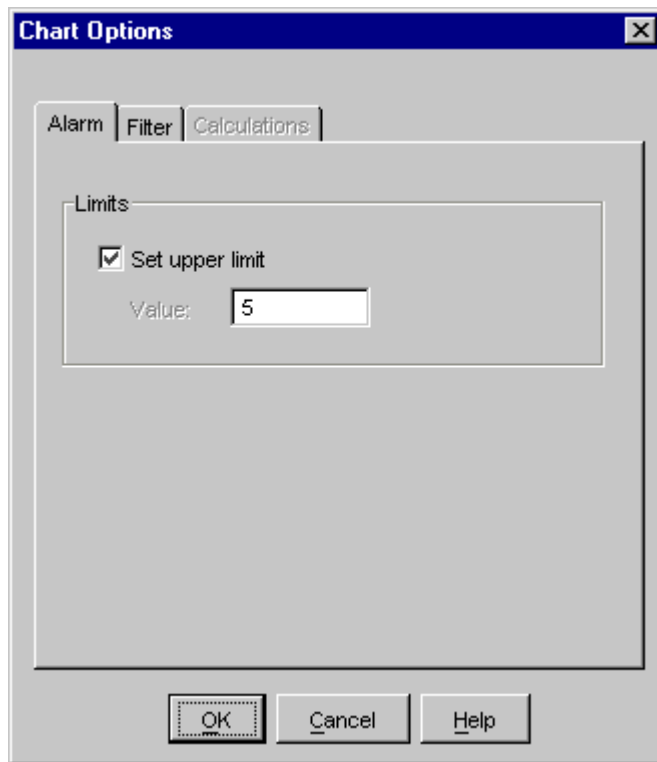 Chart Options
Alarm Filter Calculations
Limits
Set upper limit
Value: 5
OK Cancel Help